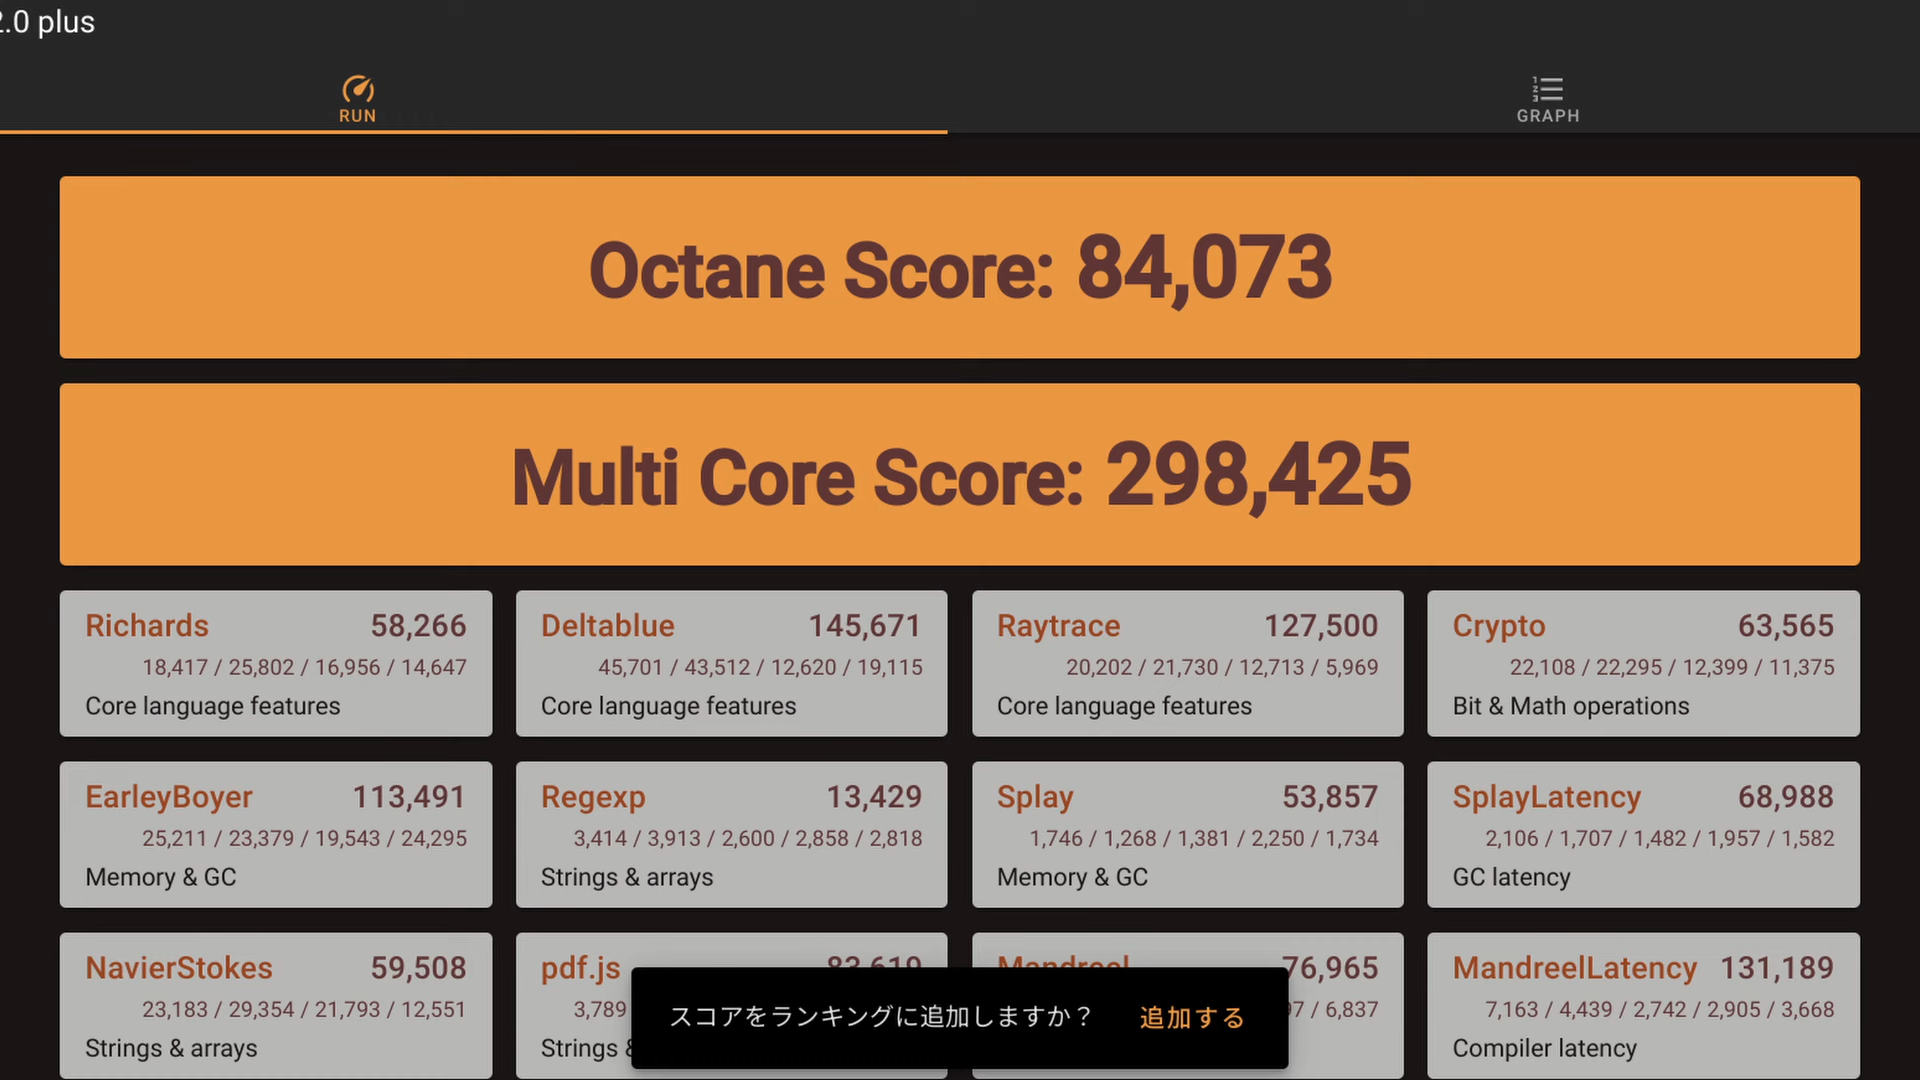 2.0 plus
RUN
GRAPH
Octane Score: 84,073
Multi Core Score: 298,425
Richards 58,266
18,417 / 25,802 / 16,956 / 14,647
Core language features
Deltablue 145,671
45,701 / 43,512 / 12,620 / 19,115
Core language features
Raytrace 127,500
20,202 / 21,730 / 12,713 / 5,969
Core language features
Crypto 63,565
22,108 / 22,295 / 12,399 / 11,375
Bit & Math operations
EarleyBoyer 113,491
25,211 / 23,379 / 19,543 / 24,295
Memory & GC
Regexp 13,429
3,414 / 3,913 / 2,600 / 2,858 / 2,818
Strings & arrays
Splay 53,857
1,746 / 1,268 / 1,381 / 2,250 / 1,734
Memory & GC
SplayLatency 68,988
2,106 / 1,707 / 1,482 / 1,957 / 1,582
GC latency
NavierStokes 59,508
23,183 / 29,354 / 21,793 / 12,551
Strings & arrays
pdf.js 83,619
3,789
Strings &
Mandreel 76,965
/ 6,837
MandreelLatency 131,189
7,163 / 4,439 / 2,742 / 2,905 / 3,668
Compiler latency
スコアをランキングに追加しますか？ 追加する